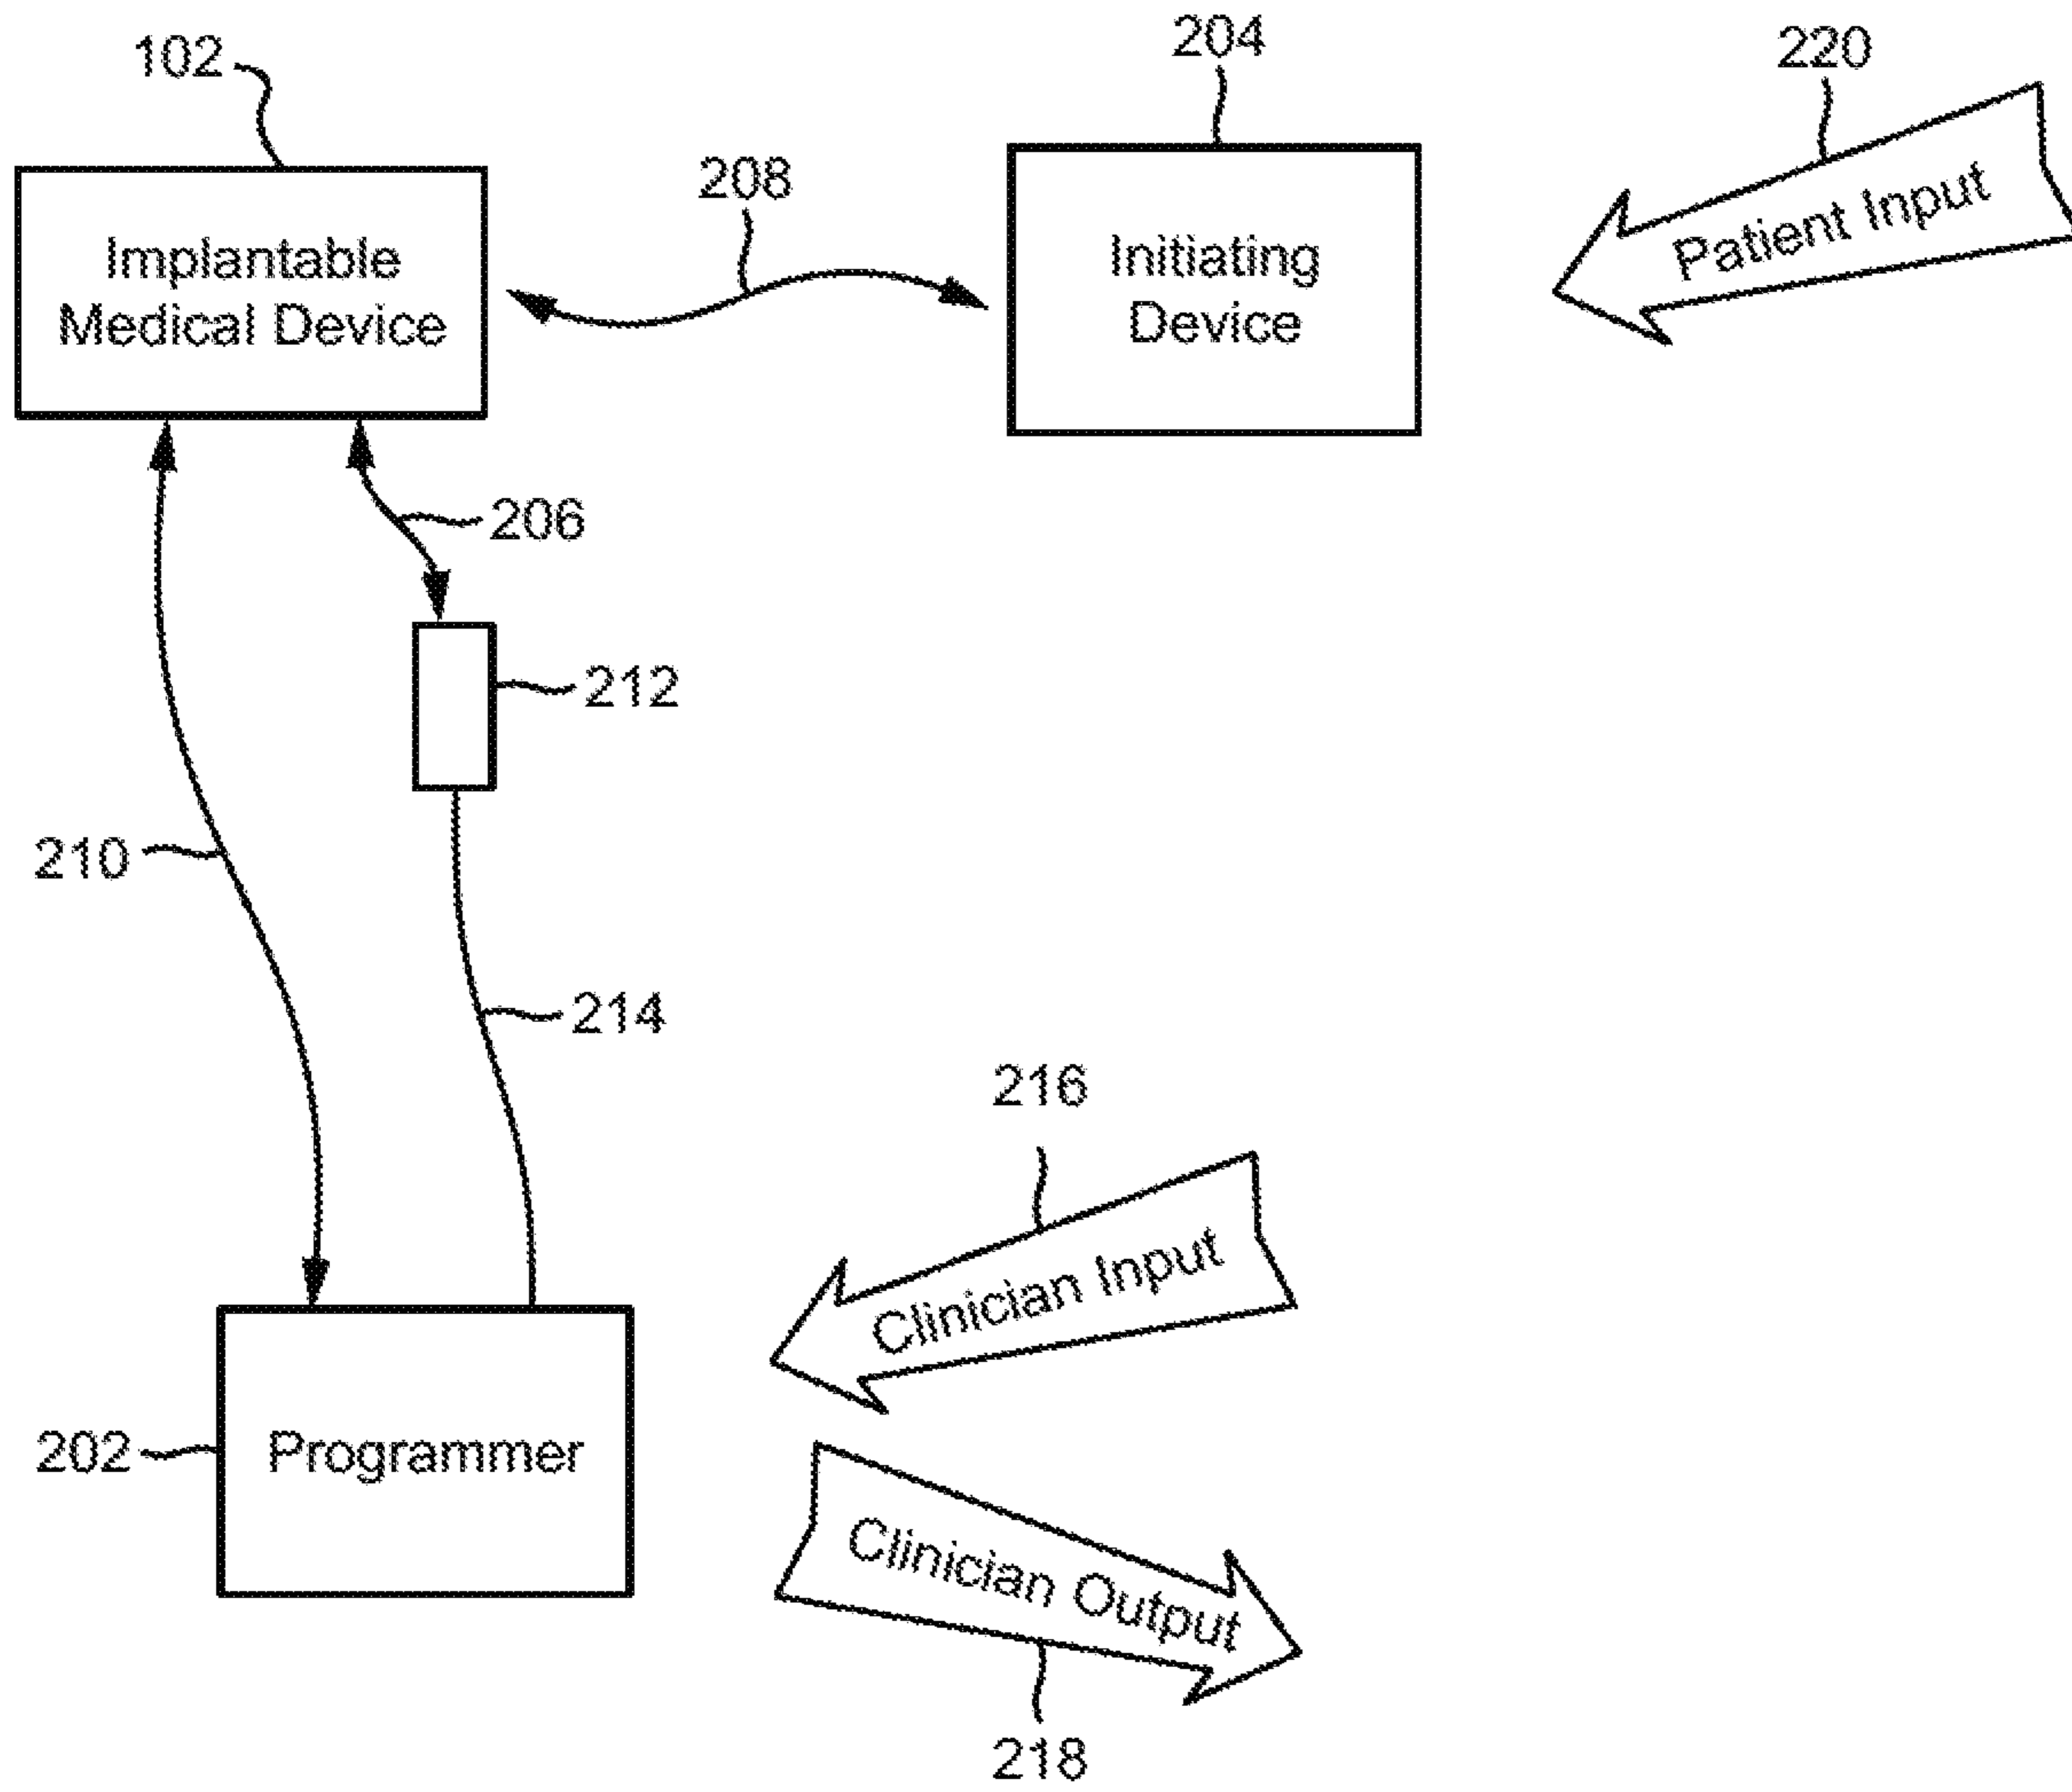 102
204
220
Implantable
Medical Device
208
Initiating
Device
Patient Input
206
212
210
214
216
Clinician Input
202
Programmer
Clinician Output
218